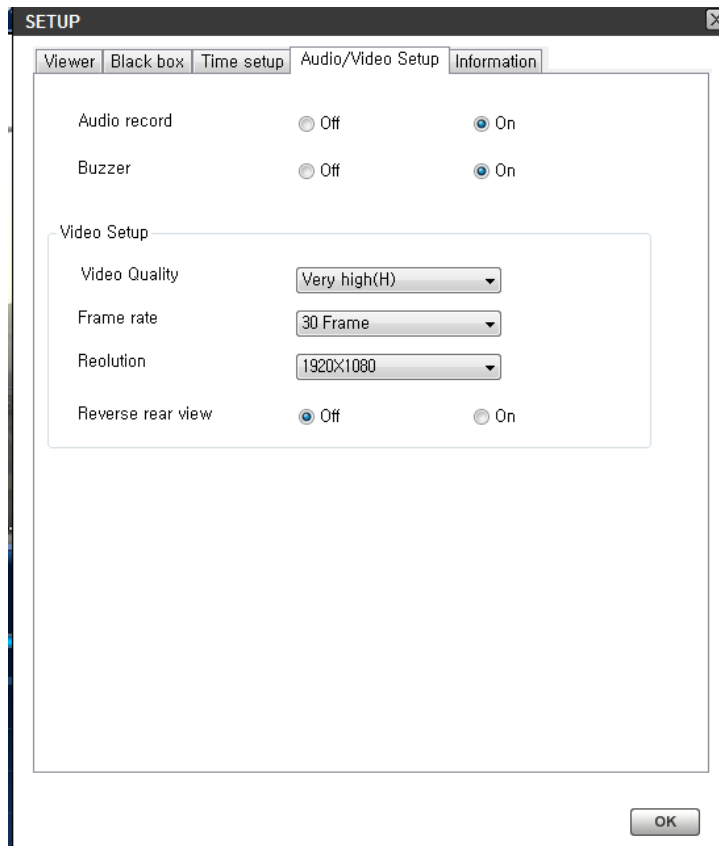 SETUP
Viewer Black box Time setup Audio/Video Setup Information
Audio record Off On
Buzzer Off On
Video Setup
Video Quality Very high(H)
Frame rate 30 Frame
Reolution 1920X1080
Reverse rear view Off On
OK